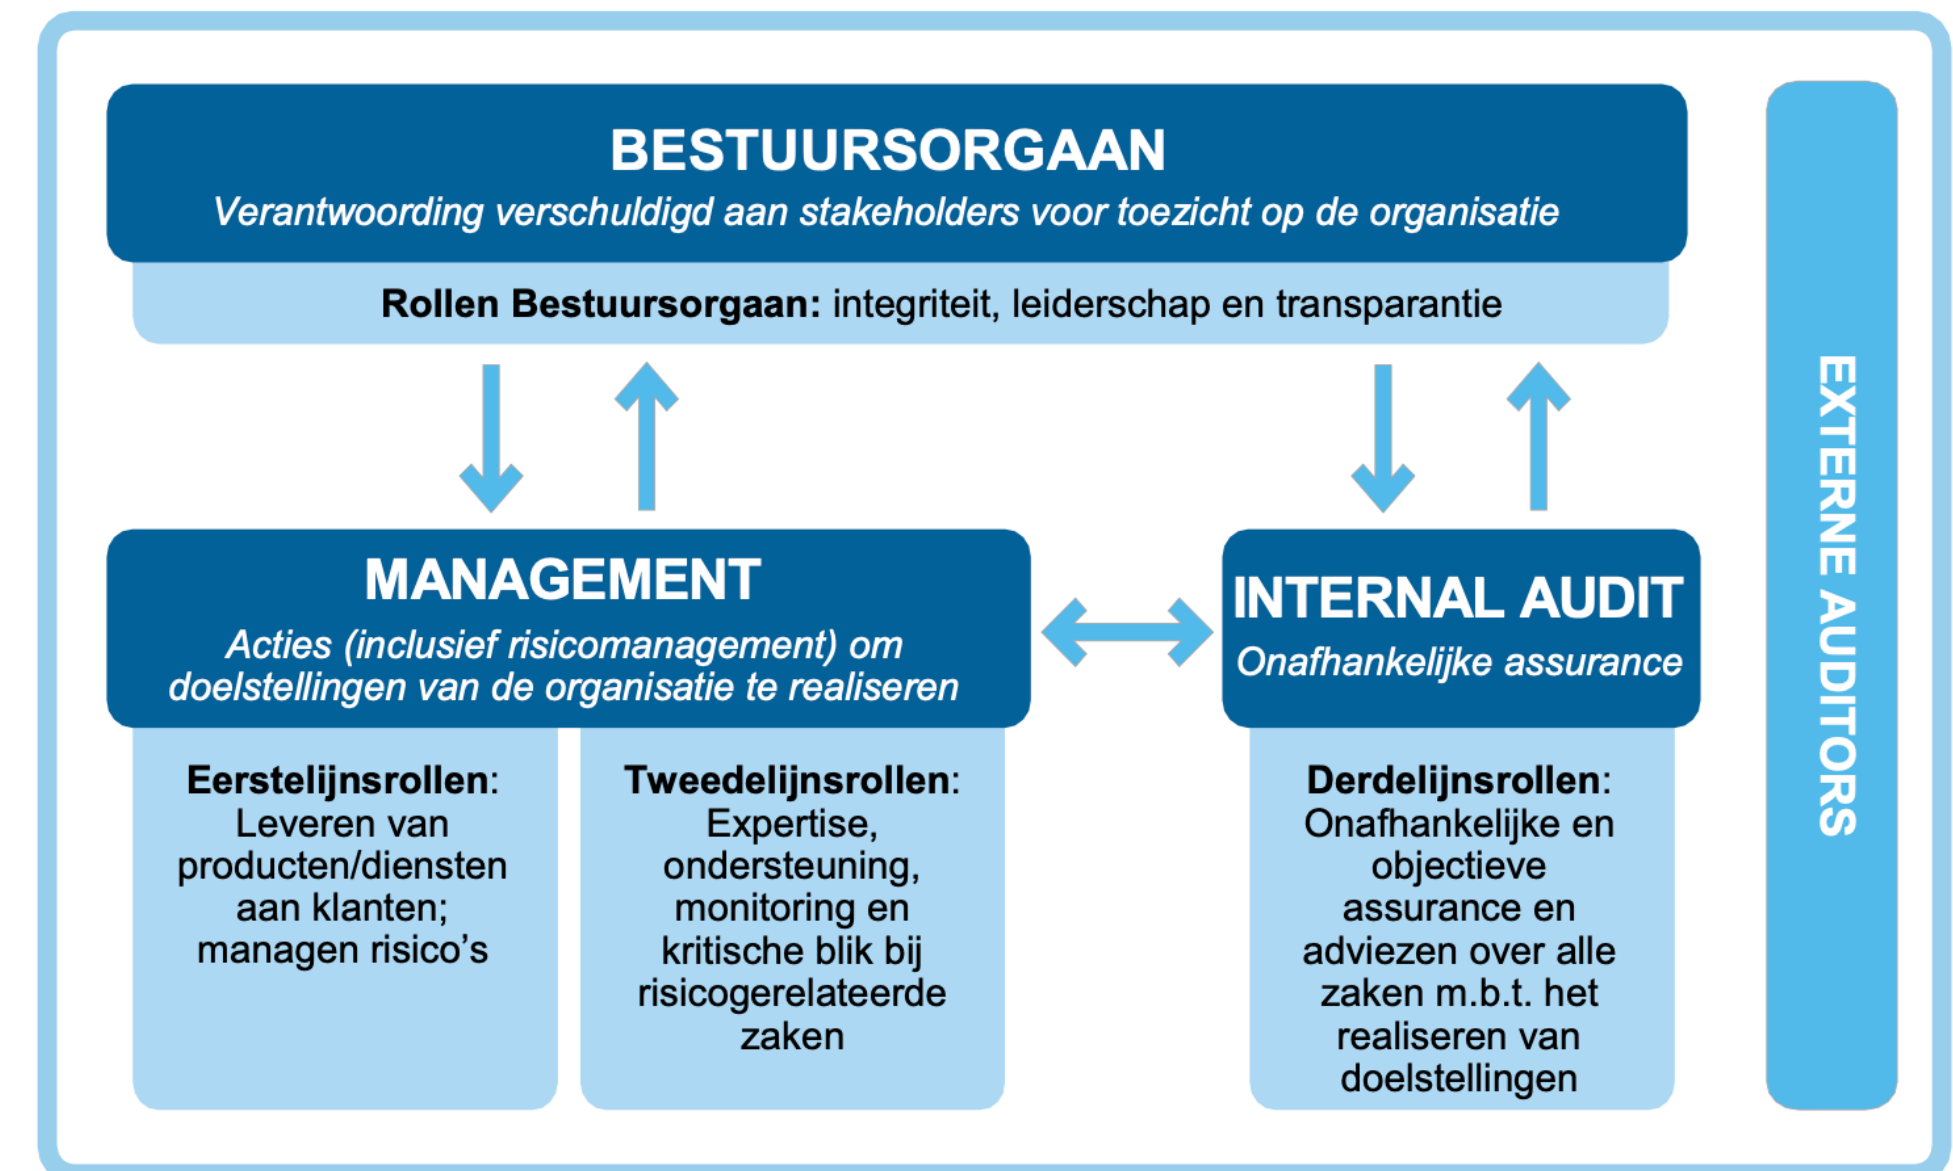 BESTUURSORGAAN
Verantwoording verschuldigd aan stakeholders voor toezicht op de organisatie
Rollen Bestuursorgaan: integriteit, leiderschap en transparantie
MANAGEMENT
Acties (inclusief risicomanagement) om
doelstellingen van de organisatie te realiseren
Eerstelijnsrollen:
Leveren van
producten/diensten
aan klanten;
managen risico’s
Tweedelijnsrollen:
Expertise,
ondersteuning,
monitoring en
kritische blik bij
risicogerelateerde
zaken
INTERNAL AUDIT
Onafhankelijke assurance
Derdelijnsrollen:
Onafhankelijke en
objectieve
assurance en
adviezen over alle
zaken m.b.t. het
realiseren van
doelstellingen
EXTERNE AUDITORS